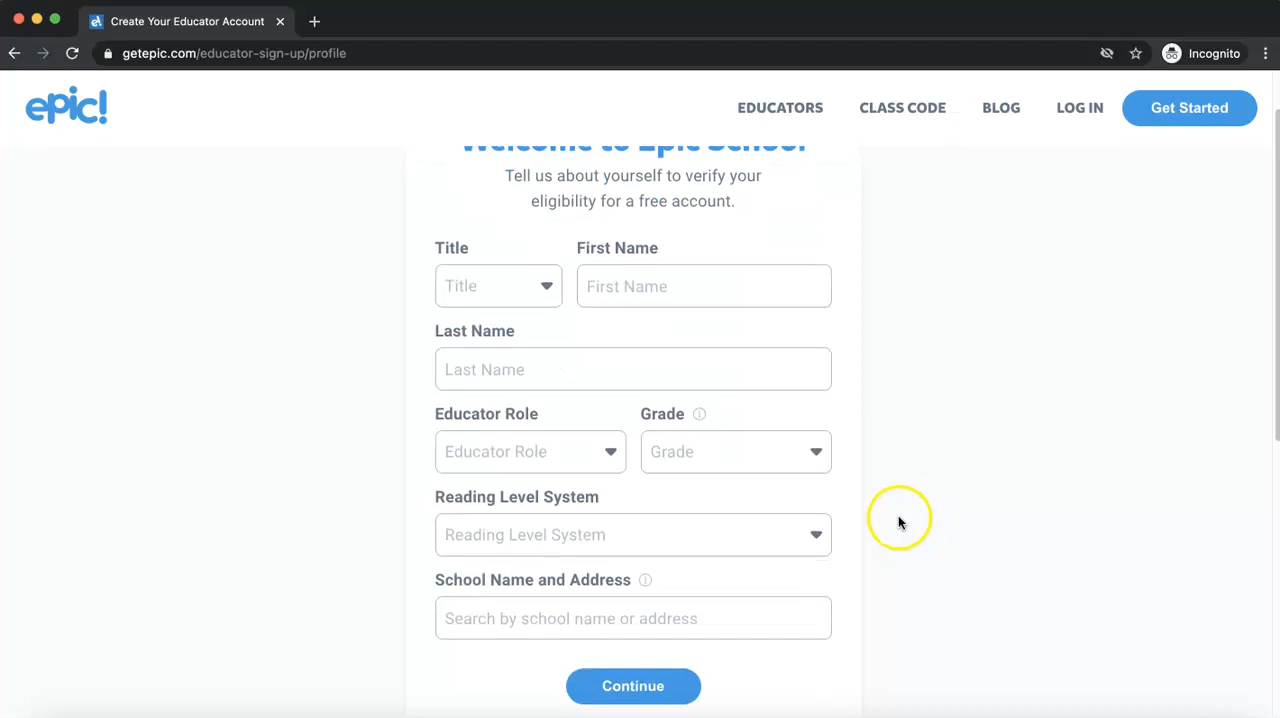 Create Your Educator Account
getepic.com/educator-sign-up/profile
Incognito
epic!
EDUCATORS
CLASS CODE
BLOG
LOG IN
Get Started
Welcome to Epic School
Tell us about yourself to verify your
eligibility for a free account.
Title
First Name
Title
First Name
Last Name
Last Name
Educator Role
Grade
Educator Role
Grade
Reading Level System
Reading Level System
School Name and Address
Search by school name or address
Continue